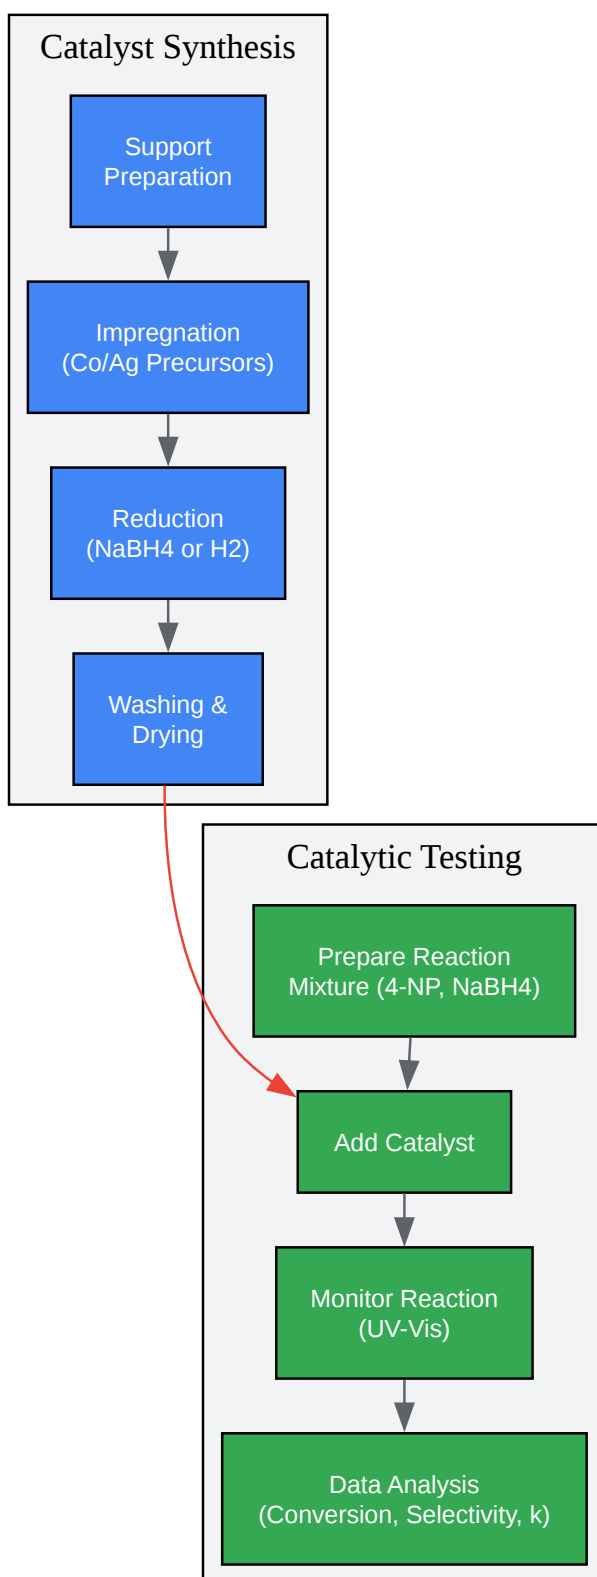 Catalyst Synthesis
Support
Preparation
Impregnation
(Co/Ag Precursors)
Reduction
(NaBH4 or H2)
Washing &
Drying
Catalytic Testing
Prepare Reaction
Mixture (4-NP, NaBH4)
Add Catalyst
Monitor Reaction
(UV-Vis)
Data Analysis
(Conversion, Selectivity, k)